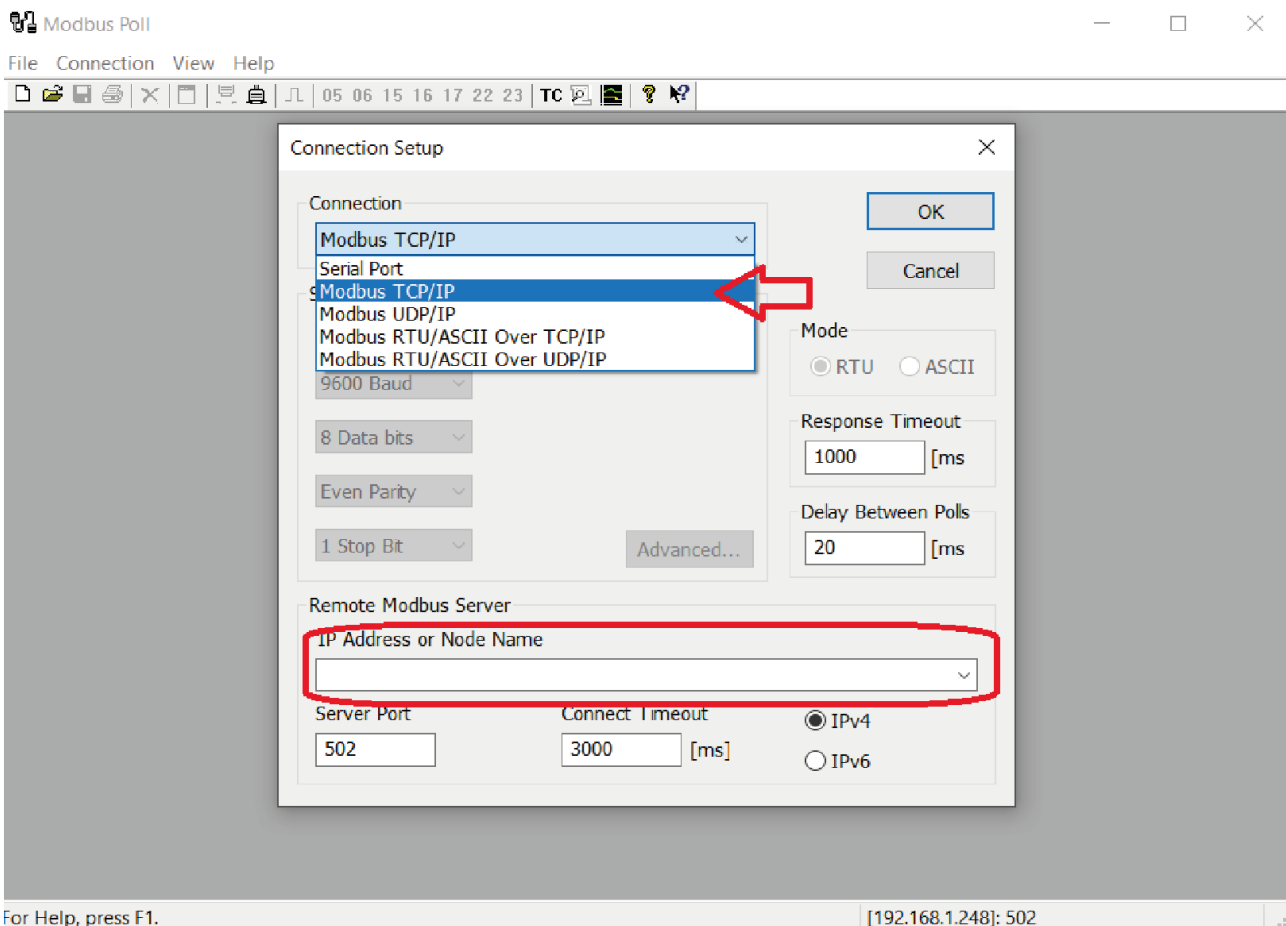 Modbus Poll
File Connection View Help
05 06 15 16 17 22 23 TC
Connection Setup
Connection
OK
Modbus TCP/IP
Serial Port
Cancel
Modbus TCP/IP
Modbus UDP/IP
Modbus RTU/ASCII Over TCP/IP
Modbus RTU/ASCII Over UDP/IP
Mode
RTU ASCII
9600 Baud
Response Timeout
8 Data bits
1000 [ms
Even Parity
Delay Between Polls
1 Stop Bit
Advanced...
20 [ms
Remote Modbus Server
IP Address or Node Name
Server Port Connect Timeout
IPv4
502 3000 [ms]
IPv6
For Help, press F1. [192.168.1.248]: 502